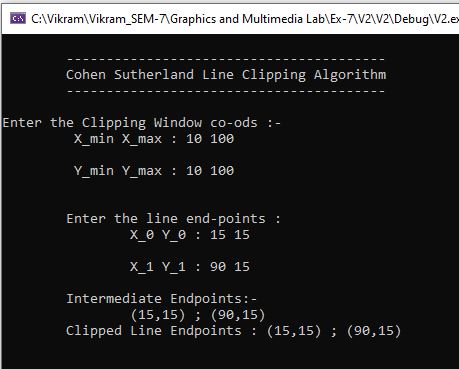 C:\Vikram\Vikram_SEM-7\Graphics and Multimedia Lab\Ex-7\V2\V2\Debug\V2.ex
----------------------------------------
Cohen Sutherland Line Clipping Algorithm
----------------------------------------
Enter the Clipping Window co-ods :-
X_min X_max : 10 100
Y_min Y_max : 10 100
Enter the line end-points :
X_0 Y_0 : 15 15
X_1 Y_1 : 90 15
Intermediate Endpoints:-
(15,15) ; (90,15)
Clipped Line Endpoints : (15,15) ; (90,15)